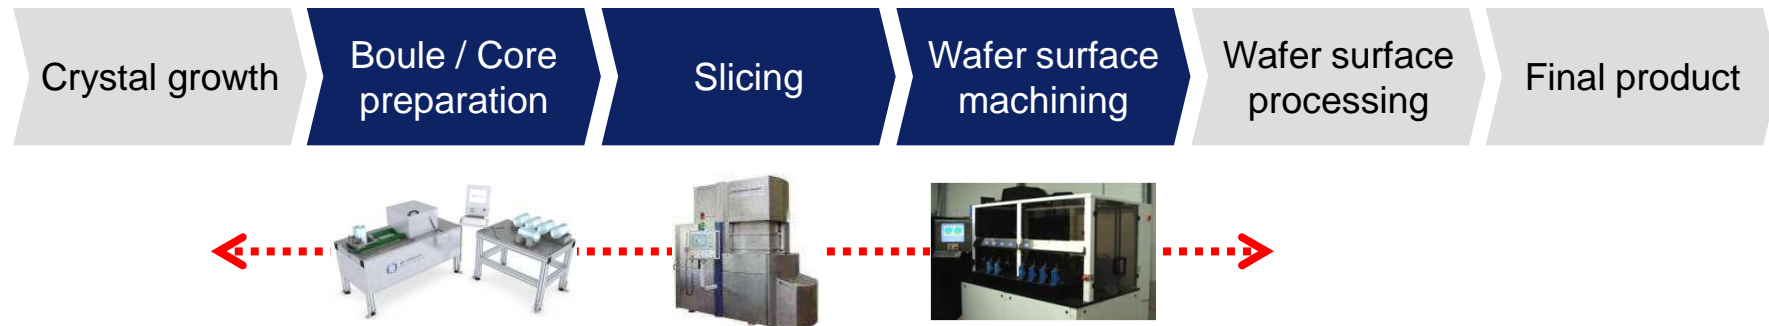 Crystal growth
Boule / Core
preparation
Slicing
Wafer surface
machining
Wafer surface
processing
Final product